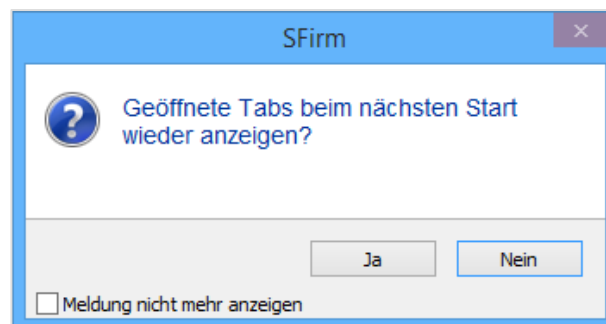 SFirm
Geöffnete Tabs beim nächsten Start
wieder anzeigen?
Ja
Nein
Meldung nicht mehr anzeigen